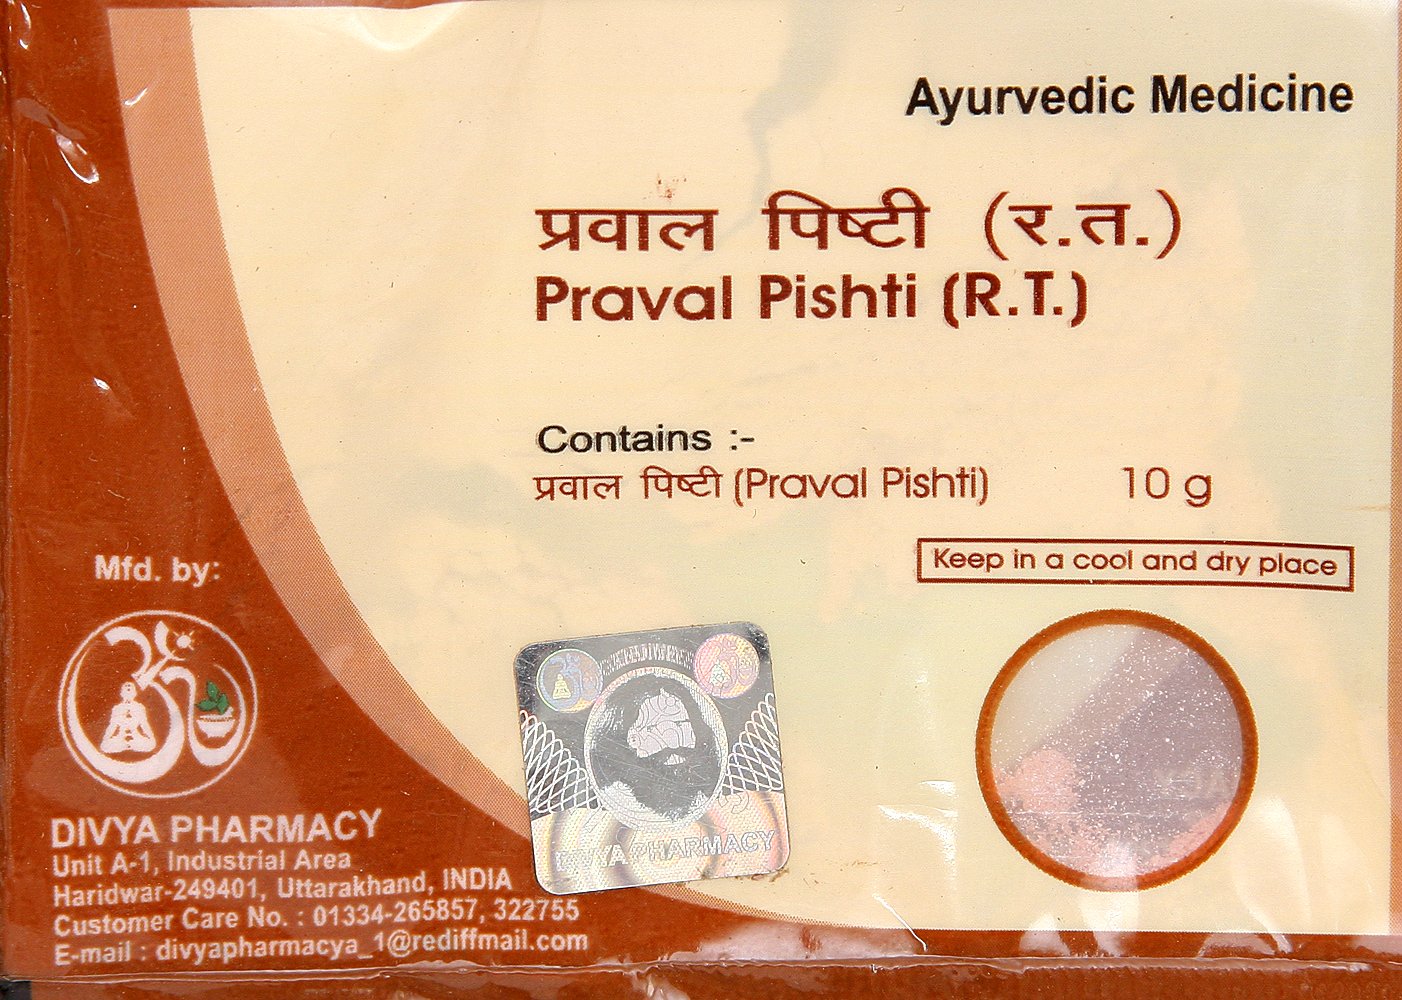 Ayurvedic Medicine
प्रवाल पिष्टी (र.त.)
Praval Pishti (R.T.)
Contains :-
प्रवाल पिष्टी (Praval Pishti) 10 g
Keep in a cool and dry place
Mfd. by:
DIVYA PHARMACY
Unit A-1, Industrial Area
Haridwar-249401, Uttarakhand, INDIA
Customer Care No. : 01334-265857, 322755
E-mail : divyapharmacya_1@rediffmail.com
DIVYA PHARMACY